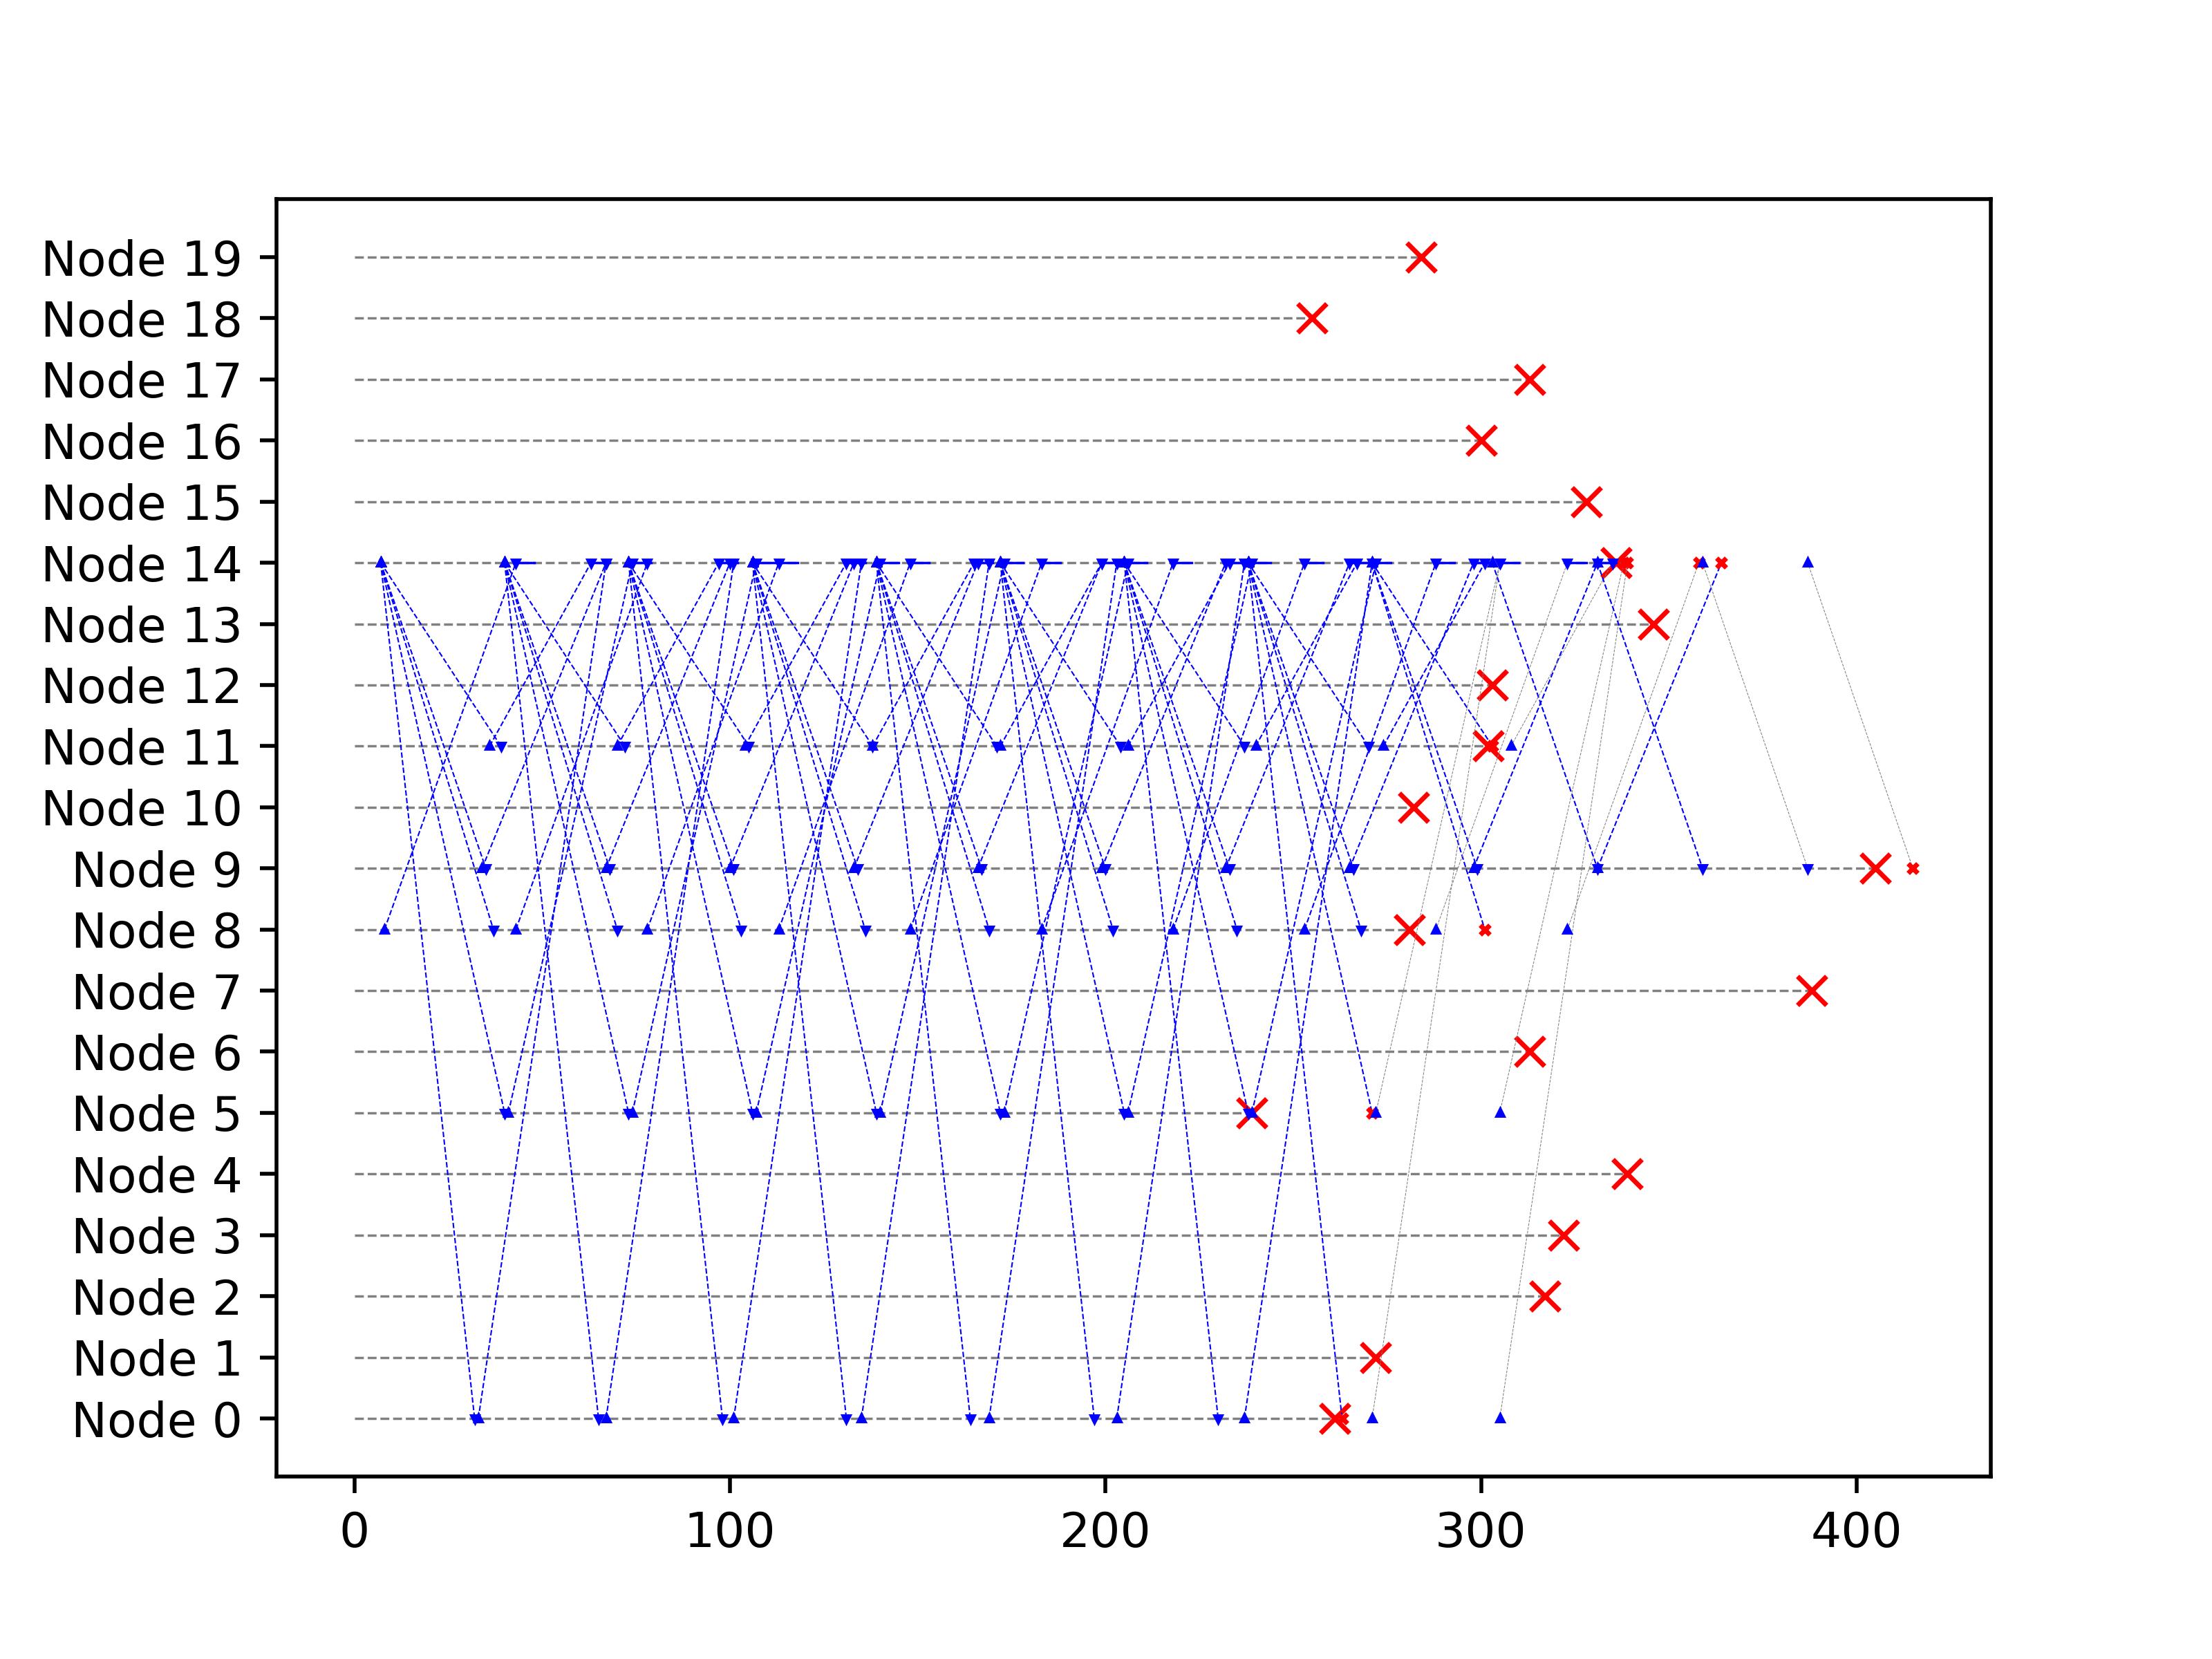 Node 19
Node 18
Node 17
Node 16
Node 15
Node 14
Node 13
Node 12
Node 11
Node 10
Node 9
Node 8
Node 7
Node 6
Node 5
Node 4
Node 3
Node 2
Node 1
Node 0
0 100 200 300 400